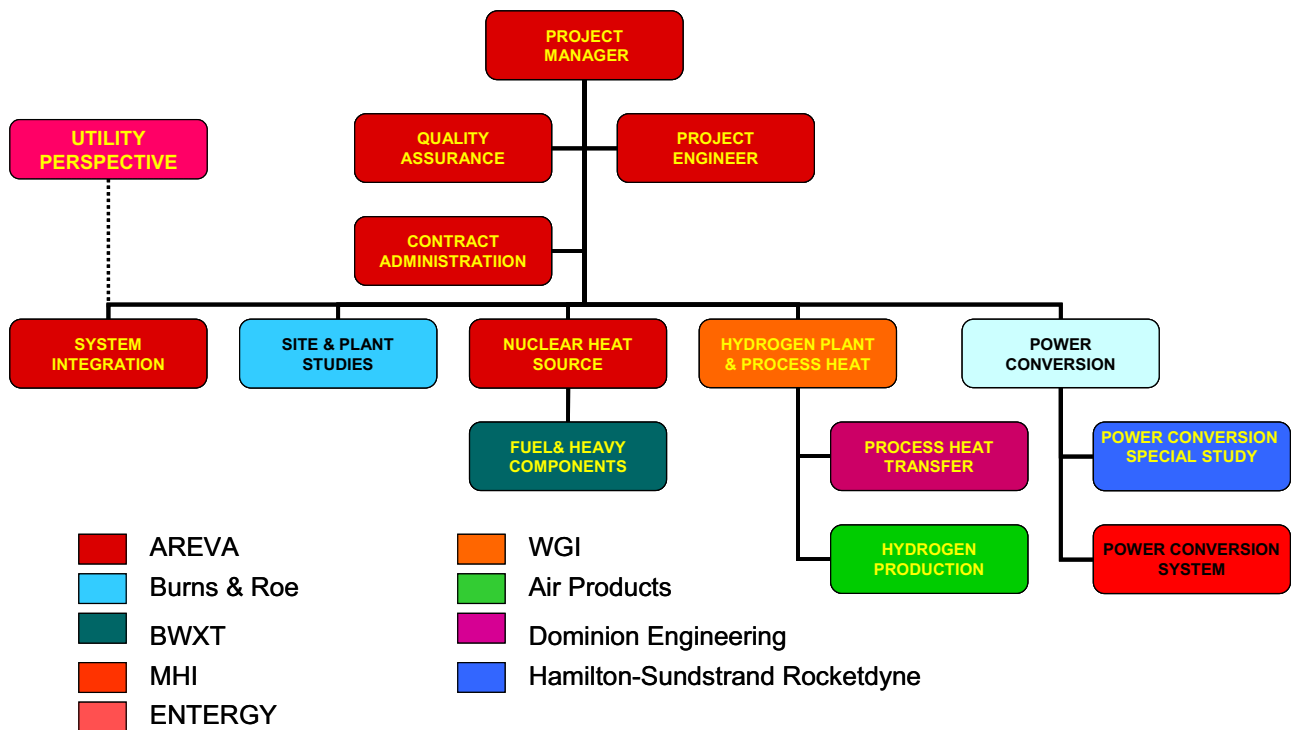 PROJECT
MANAGER
UTILITY
PERSPECTIVE
QUALITY
ASSURANCE
PROJECT
ENGINEER
CONTRACT
ADMINISTRATIION
SYSTEM
INTEGRATION
SITE & PLANT
STUDIES
NUCLEAR HEAT
SOURCE
HYDROGEN PLANT
& PROCESS HEAT
POWER
CONVERSION
FUEL& HEAVY
COMPONENTS
PROCESS HEAT
TRANSFER
POWER CONVERSION
SPECIAL STUDY
HYDROGEN
PRODUCTION
POWER CONVERSION
SYSTEM
AREVA
Burns & Roe
BWXT
MHI
ENTERGY
WGI
Air Products
Dominion Engineering
Hamilton-Sundstrand Rocketdyne